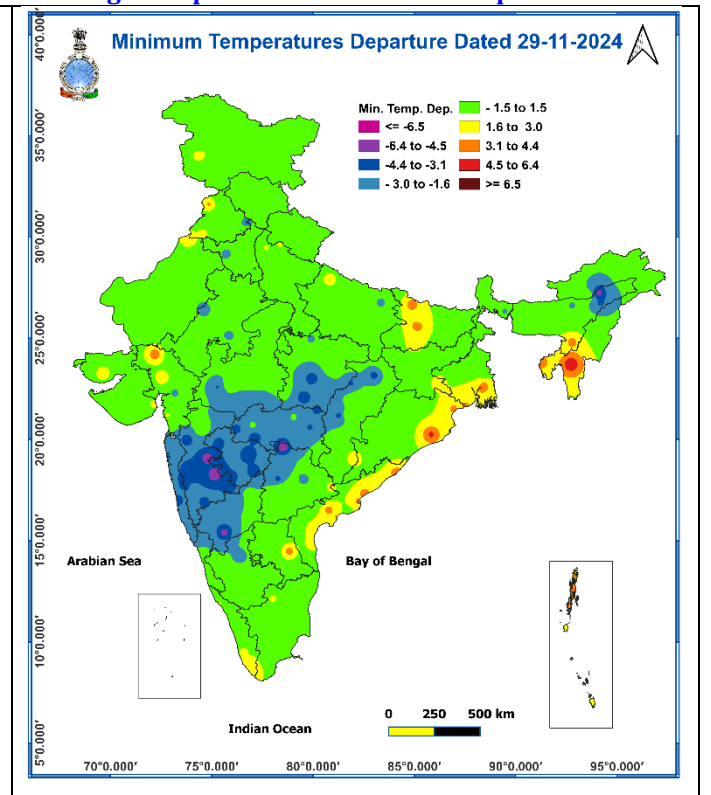 Minimum Temperatures Departure Dated 29-11-2024
Min. Temp. Dep.
<= -6.5
-6.4 to -4.5
-4.4 to -3.1
- 3.0 to -1.6
- 1.5 to 1.5
1.6 to 3.0
3.1 to 4.4
4.5 to 6.4
>= 6.5
40°0.000'
35°0.000'
30°0.000'
25°0.000'
20°0.000'
15°0.000'
10°0.000'
5°0.000'
Arabian Sea
Bay of Bengal
Indian Ocean
0 250 500 km
70°0.000' 75°0.000' 80°0.000' 85°0.000' 90°0.000' 95°0.000'